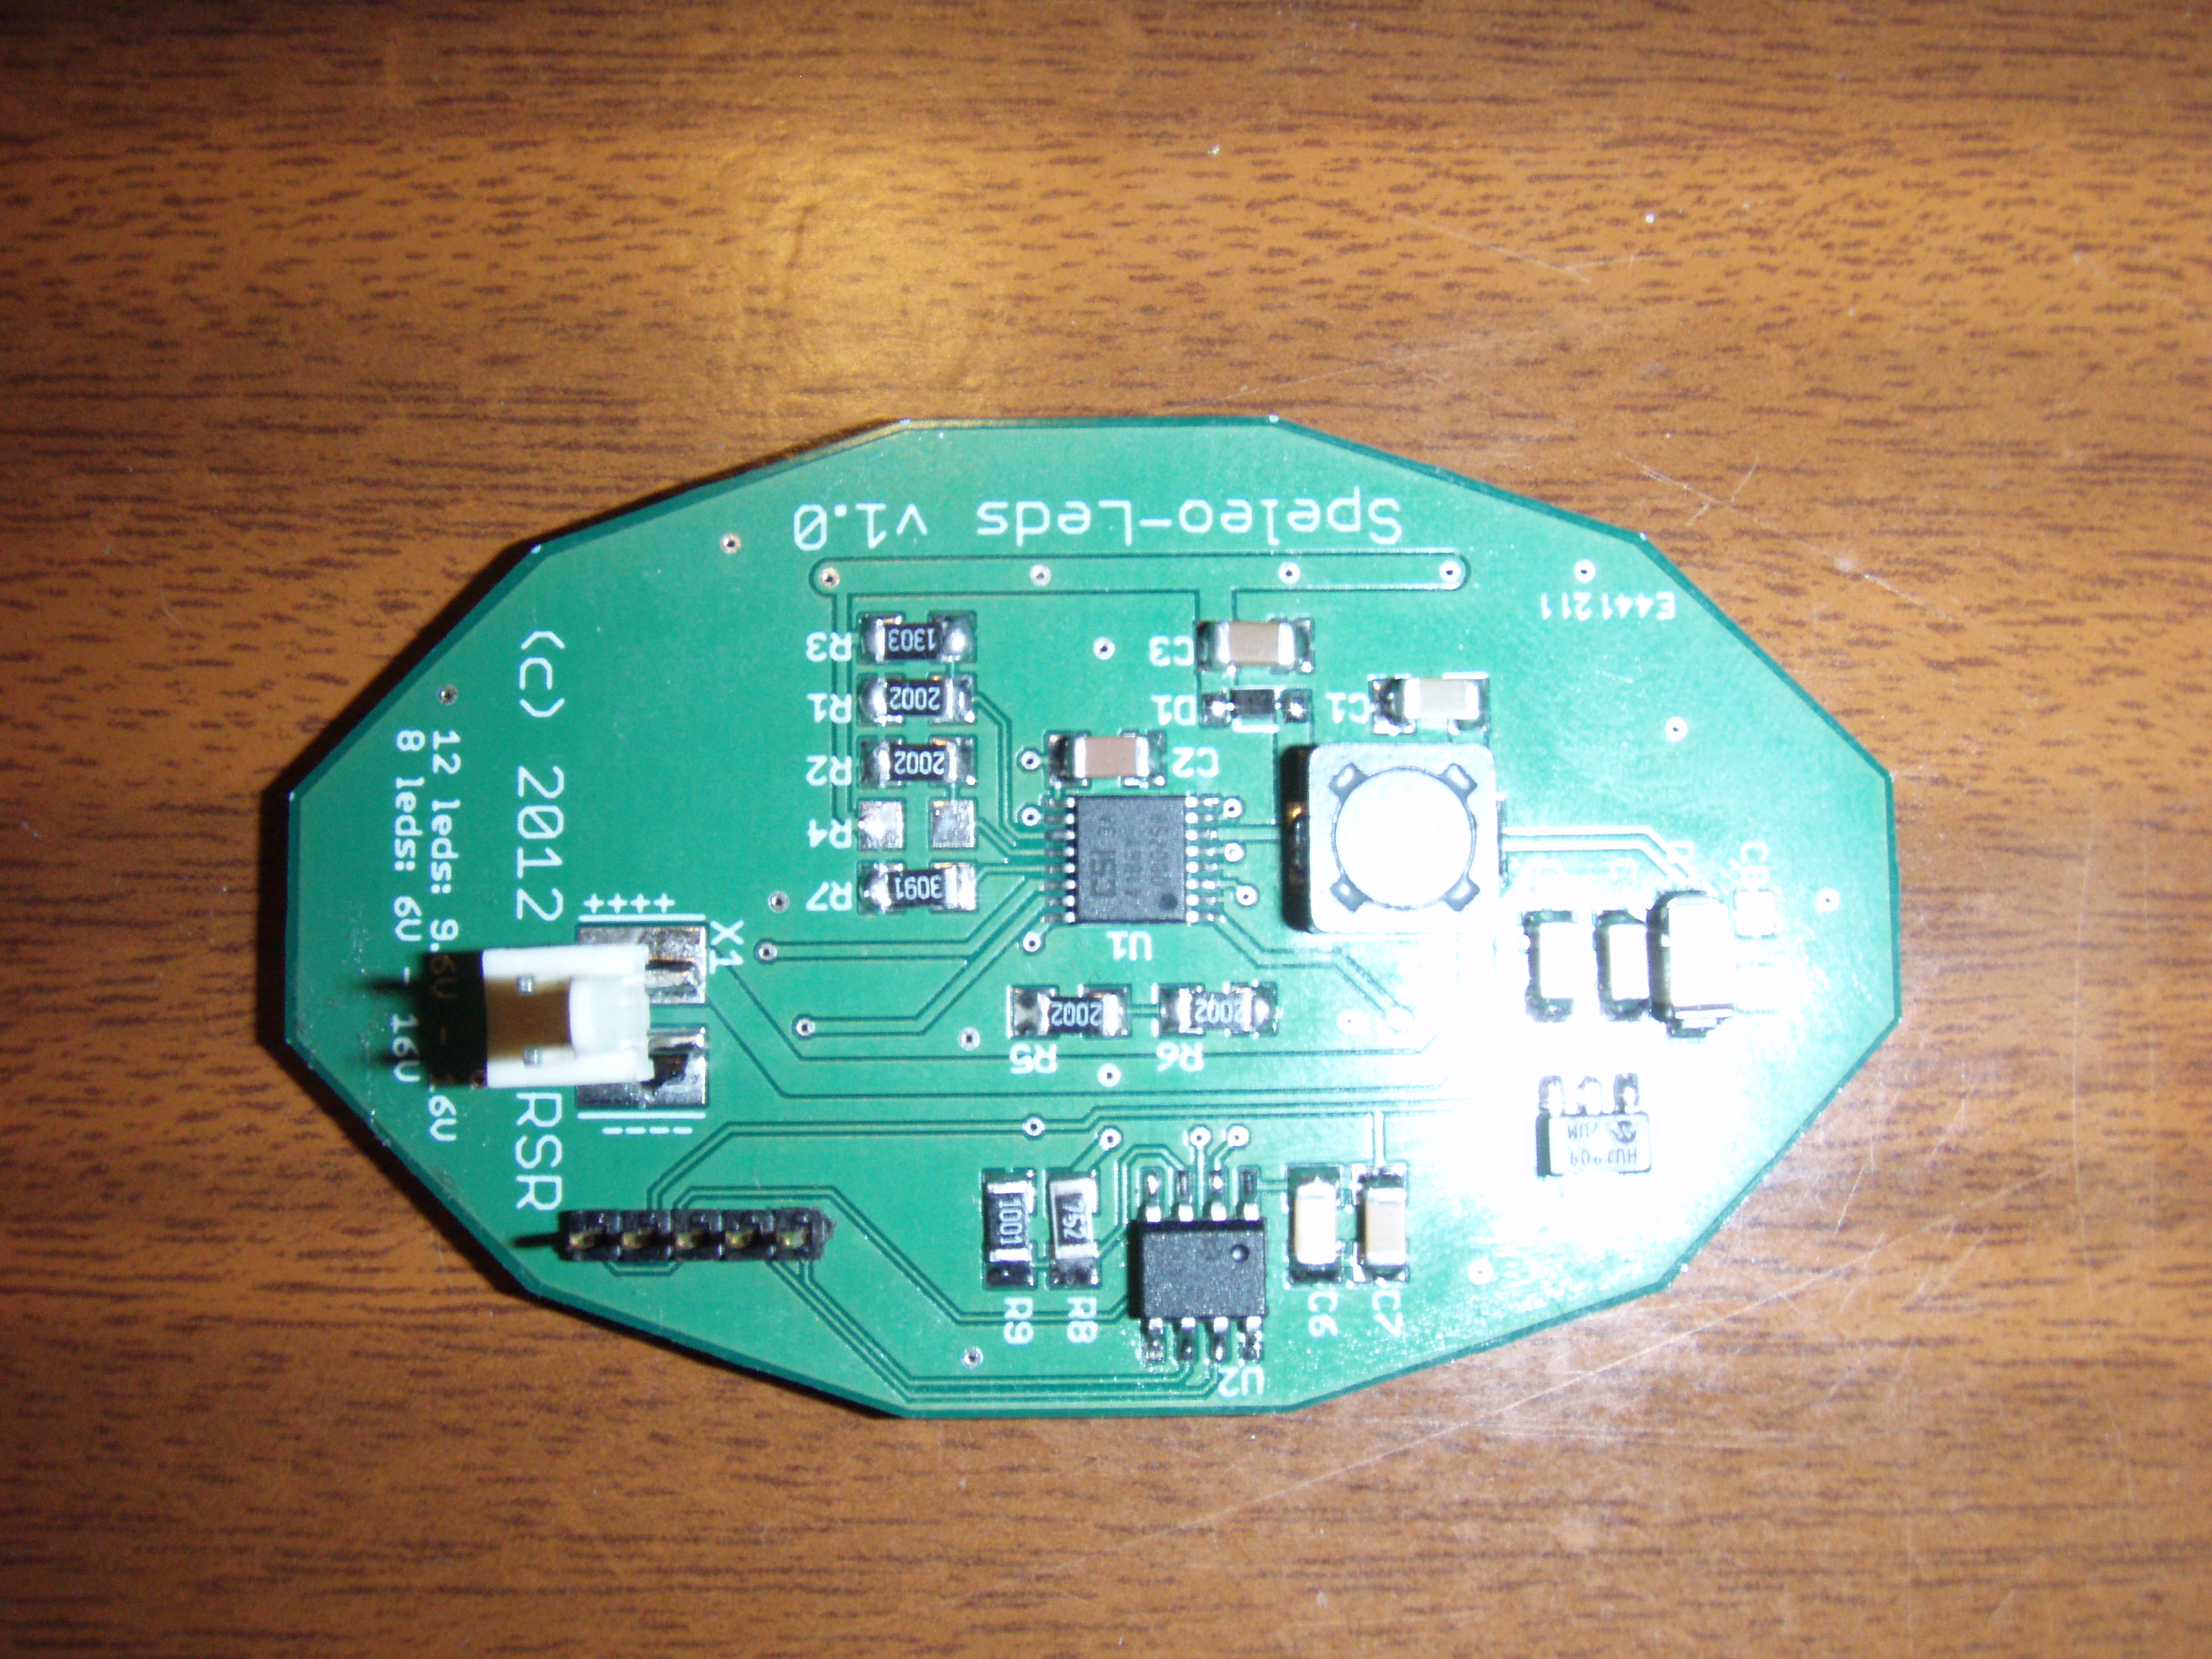 Speleo-Leds v1.0
E441211
R3
1303
C3
R1
2002
D1
C1
R2
2002
C2
R4
R7
3091
CSI
U1
X1
++++
----
R5
2002
R6
2002
(c) 2012 RSR
12 leds: 9.6V -
8 leds: 6V - 16V
R9
1001
R8
752
C6
C7
U2